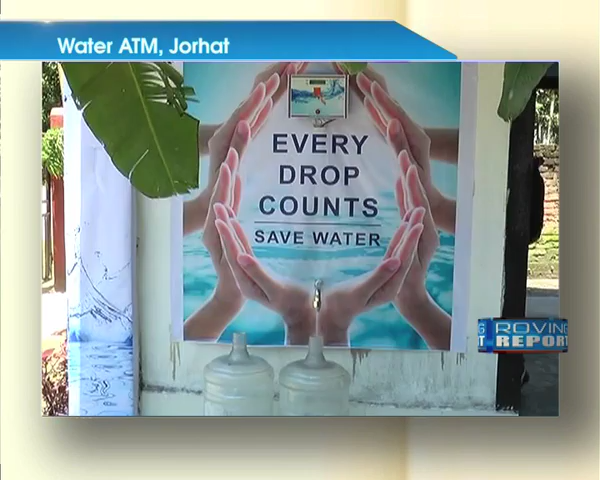 Water ATM, Jorhat
EVERY
DROP
COUNTS
SAVE WATER
ROVING
REPORT